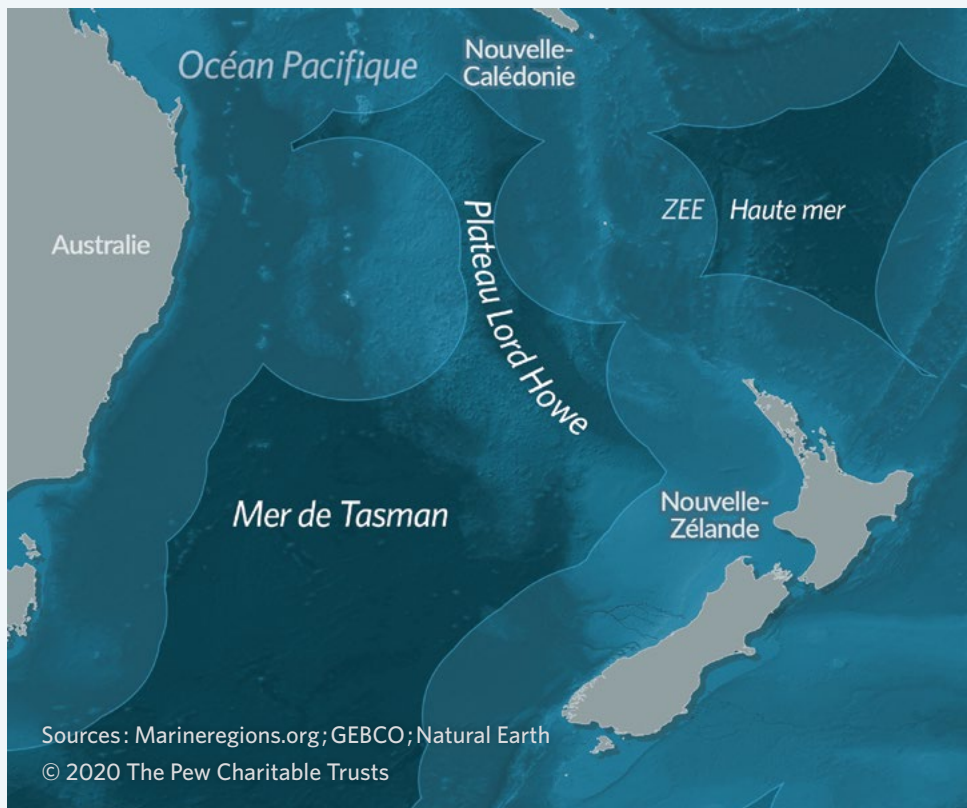 Océan Pacifique
Nouvelle-
Calédonie
ZEE
Haute mer
Australie
Plateau Lord Howe
Mer de Tasman
Nouvelle-
Zélande
Sources : Marineregions.org ; GEBCO ; Natural Earth
© 2020 The Pew Charitable Trusts